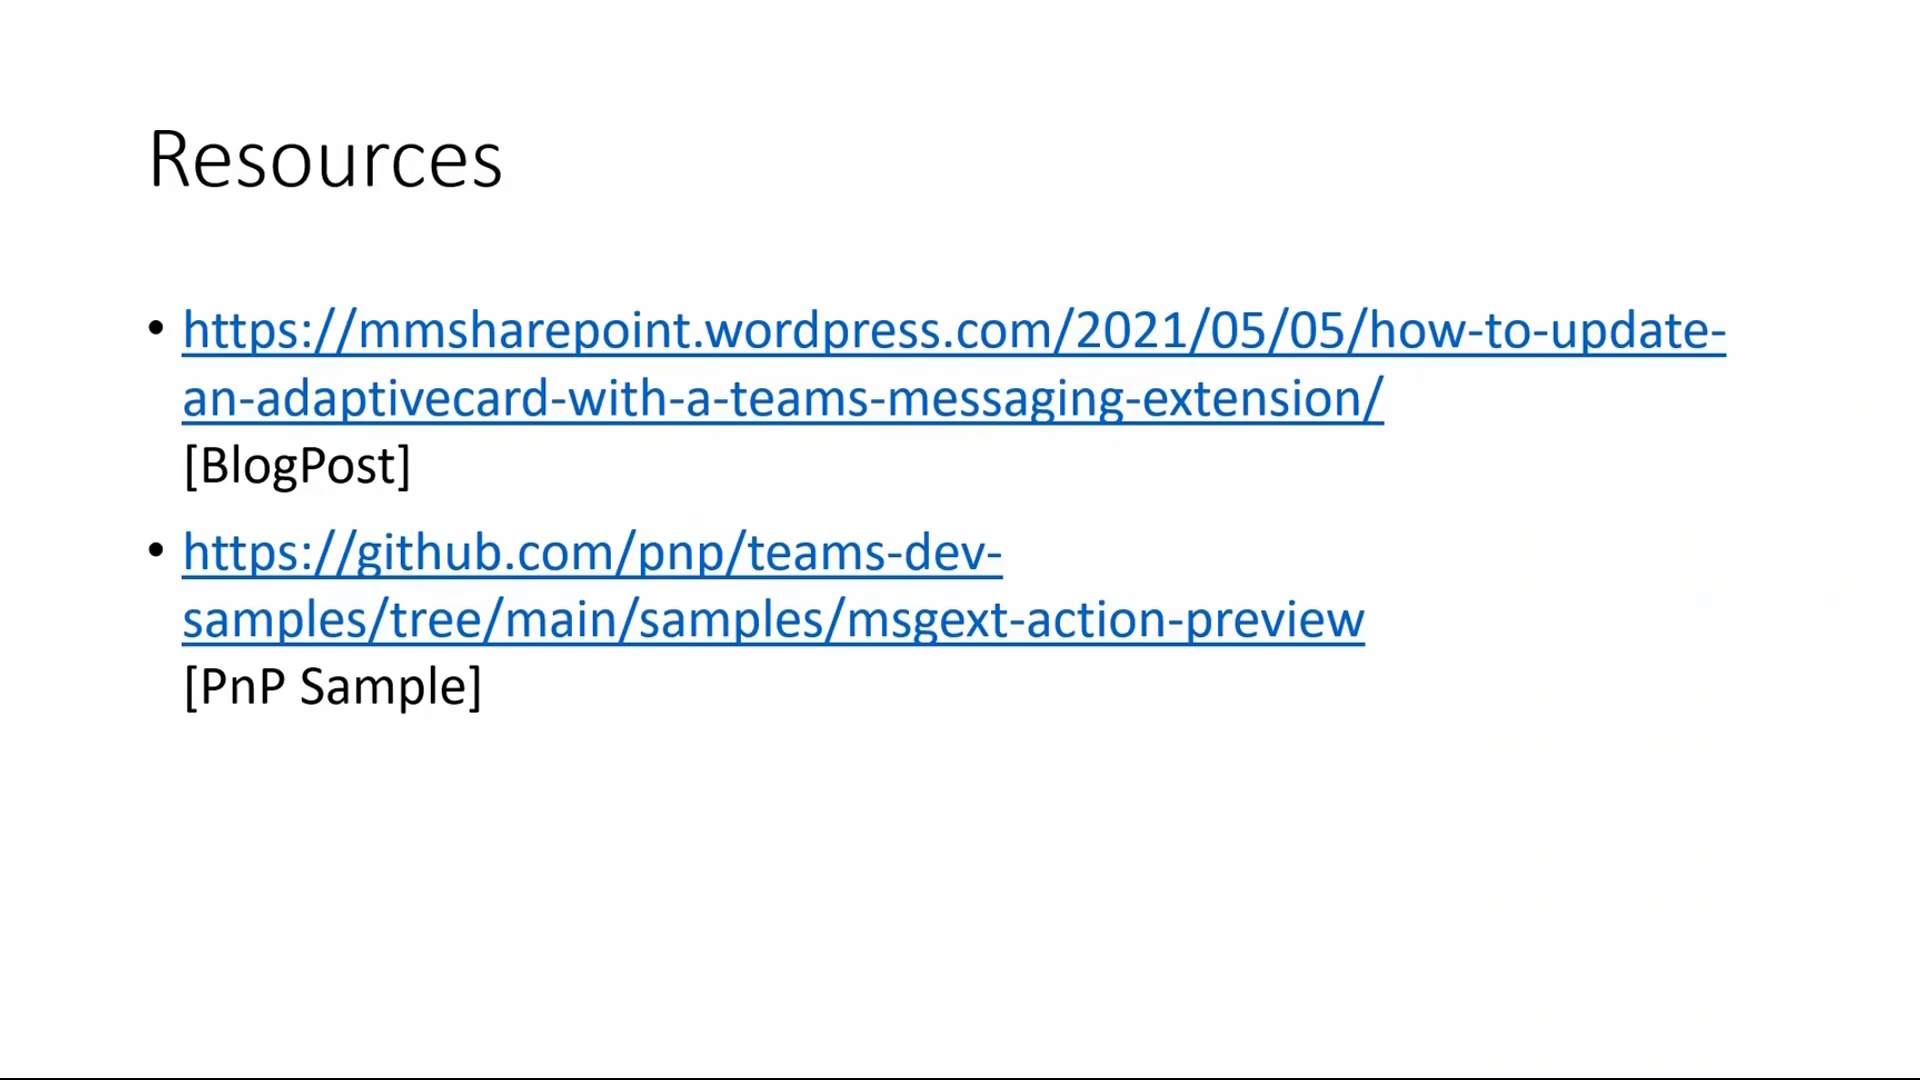 Resources
• https://mmsharepoint.wordpress.com/2021/05/05/how-to-update-
an-adaptivecard-with-a-teams-messaging-extension/
[BlogPost]
• https://github.com/pnp/teams-dev-
samples/tree/main/samples/msgext-action-preview
[PnP Sample]